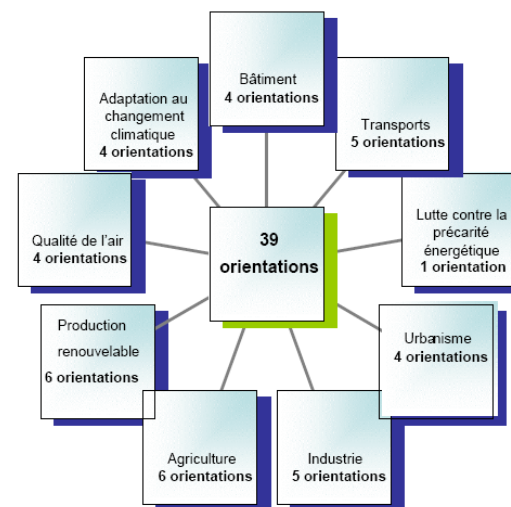 Bâtiment
4 orientations
Transports
5 orientations
Lutte contre la
précarité
énergétique
1 orientation
Urbanisme
4 orientations
Industrie
5 orientations
Agriculture
6 orientations
Production
renouvelable
6 orientations
Qualité de l'air
4 orientations
Adaptation au
changement
climatique
4 orientations
39
orientations